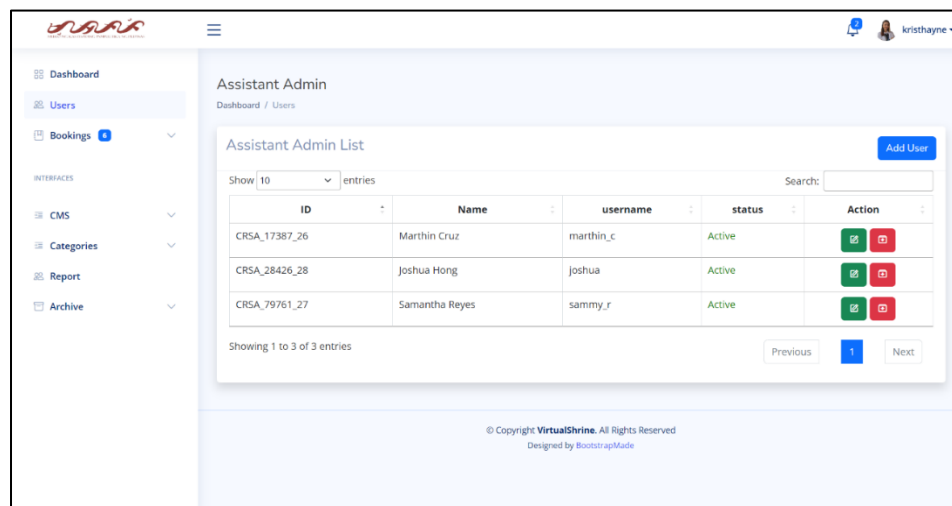 2
kristhayne
Dashboard
Users
Bookings 6
INTERFACES
CMS
Categories
Report
Archive
Assistant Admin
Dashboard / Users
Assistant Admin List
Add User
Show 10 entries
Search:
ID Name username status Action
CRSA_17387_26 Marthin Cruz marthin_c Active
CRSA_28426_28 Joshua Hong joshua Active
CRSA_79761_27 Samantha Reyes sammy_r Active
Showing 1 to 3 of 3 entries
Previous 1 Next
© Copyright VirtualShrine. All Rights Reserved
Designed by BootstrapMade